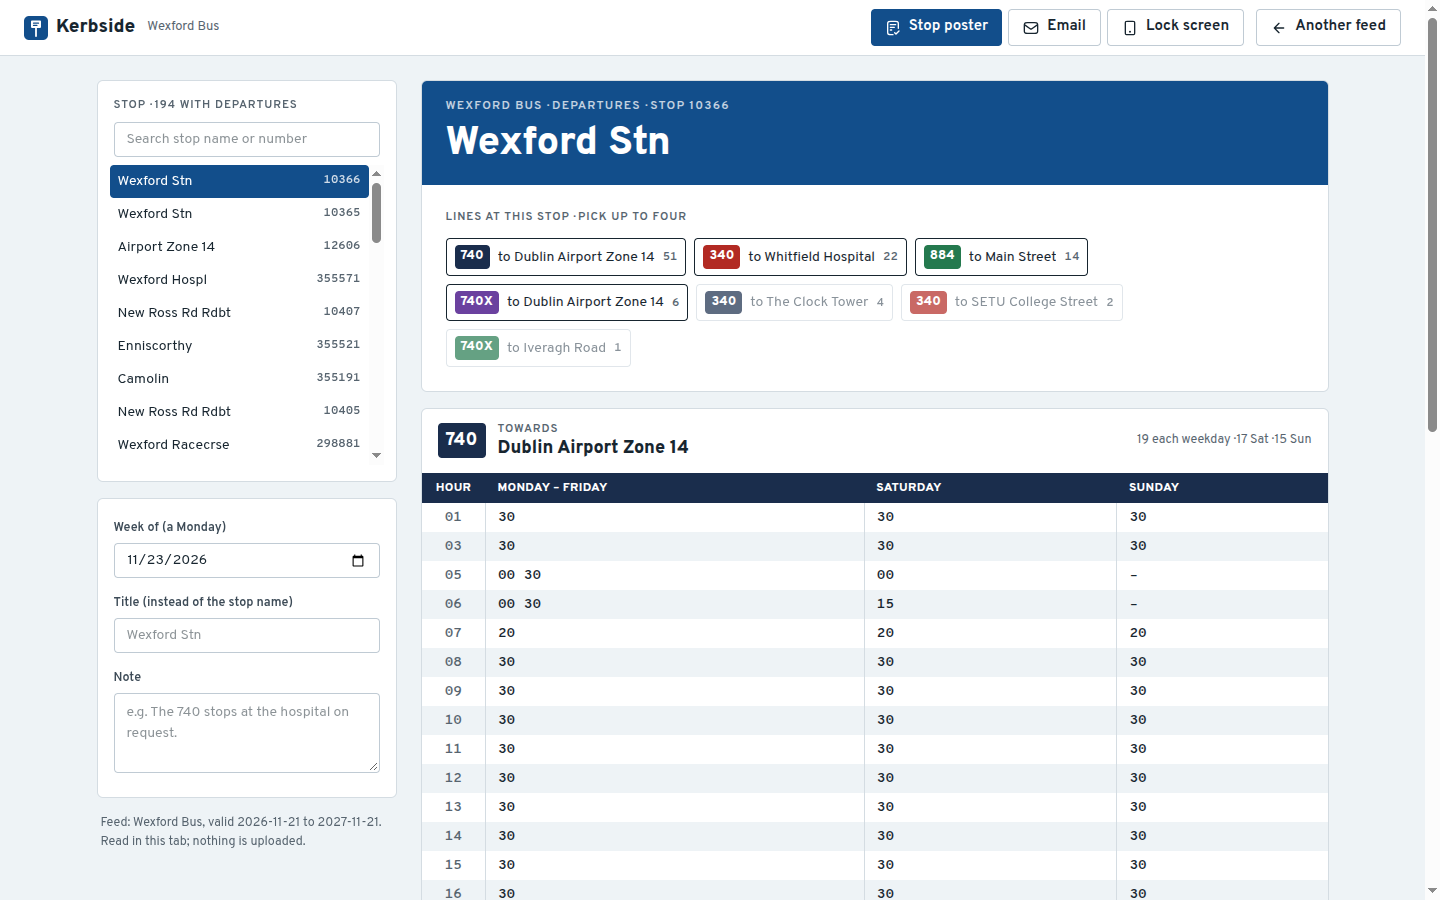 Kerbside Wexford Bus
Stop poster Email Lock screen Another feed
STOP · 194 WITH DEPARTURES
Search stop name or number
Wexford Stn 10366
Wexford Stn 10365
Airport Zone 14 12606
Wexford Hospl 355571
New Ross Rd Rdbt 10407
Enniscorthy 355521
Camolin 355191
New Ross Rd Rdbt 10405
Wexford Racecrse 298881
Week of (a Monday)
11/23/2026
Title (instead of the stop name)
Wexford Stn
Note
e.g. The 740 stops at the hospital on
request.
Feed: Wexford Bus, valid 2026-11-21 to 2027-11-21.
Read in this tab; nothing is uploaded.
WEXFORD BUS · DEPARTURES · STOP 10366
Wexford Stn
LINES AT THIS STOP · PICK UP TO FOUR
740 to Dublin Airport Zone 14 51
340 to Whitfield Hospital 22
884 to Main Street 14
740X to Dublin Airport Zone 14 6
340 to The Clock Tower 4
340 to SETU College Street 2
740X to Iveragh Road 1
740 TOWARDS
Dublin Airport Zone 14
19 each weekday · 17 Sat · 15 Sun
HOUR MONDAY – FRIDAY SATURDAY SUNDAY
01 30 30 30
03 30 30 30
05 00 30 00 –
06 00 30 15 –
07 20 20 20
08 30 30 30
09 30 30 30
10 30 30 30
11 30 30 30
12 30 30 30
13 30 30 30
14 30 30 30
15 30 30 30
16 30 30 30